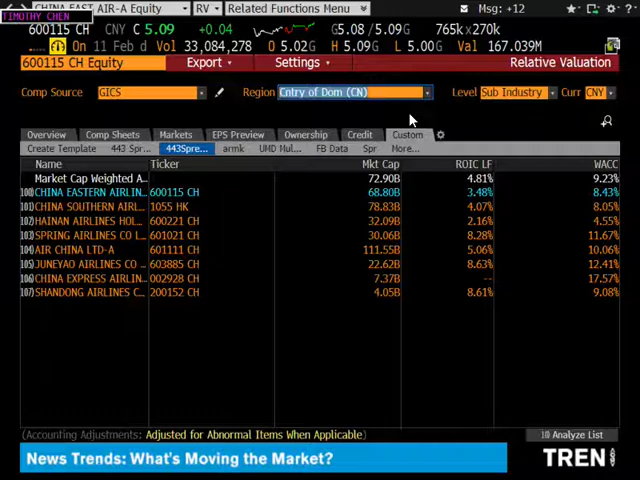 CHINA EAST AIR-A Equity RV Related Functions Menu Msg: +12
TIMOTHY CHEN
600115 CH C 5.09 +0.04 G5.08 / 5.09G 765k x 270k
On 11 Feb d Vol 33,084,278 O 5.02G H 5.09G L 5.00G Val 167.039M
600115 CH Equity Export Settings Relative Valuation
Comp Source GICS Region Cntry of Dom (CN) Level Sub Industry Curr CNY
Overview Comp Sheets Markets EPS Preview Ownership Credit Custom
Create Template 443 Spr... 443Spre... armk UMD Mul... FB Data Spr More...
Name Ticker Mkt Cap ROIC LF WACC
Market Cap Weighted A... 72.90B 4.81% 9.23%
100) CHINA EASTERN AIRLIN... 600115 CH 68.80B 3.48% 8.43%
101) CHINA SOUTHERN AIRL... 1055 HK 78.83B 4.07% 8.05%
102) HAINAN AIRLINES HOL... 600221 CH 32.09B 2.16% 4.55%
103) SPRING AIRLINES CO L... 601021 CH 30.06B 8.28% 11.67%
104) AIR CHINA LTD-A 601111 CH 111.55B 5.06% 10.06%
105) JUNEYAO AIRLINES CO... 603885 CH 22.62B 8.63% 12.41%
106) CHINA EXPRESS AIRLIN... 002928 CH 7.37B -- 17.57%
107) SHANDONG AIRLINES C... 200152 CH 4.05B 8.61% 9.08%
(Accounting Adjustments: Adjusted for Abnormal Items When Applicable) 10 Analyze List
News Trends: What's Moving the Market? TREN